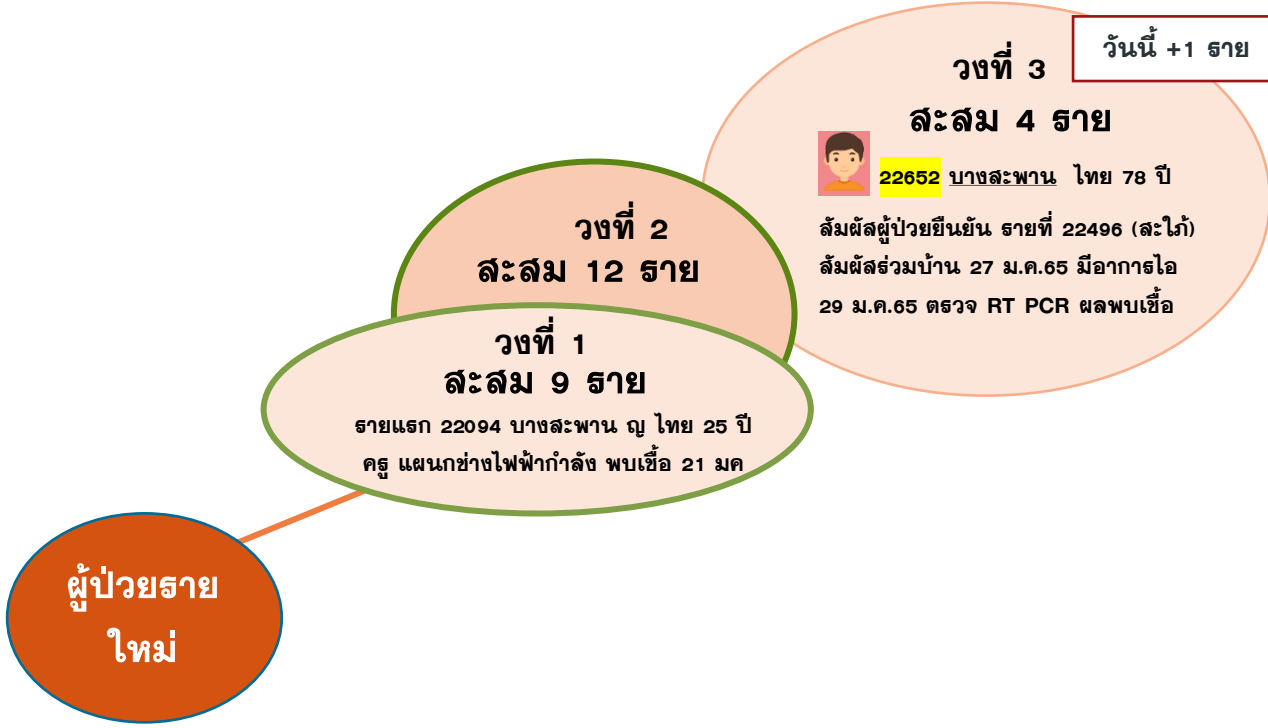 วันนี้ +1 ราย
วงที่ 3
สะสม 4 ราย
22652 บางสะพาน ไทย 78 ปี
สัมผัสผู้ป่วยยืนยัน รายที่ 22496 (สะใภ้)
สัมผัสร่วมบ้าน 27 ม.ค.65 มีอาการไอ
29 ม.ค.65 ตรวจ RT PCR ผลพบเชื้อ
วงที่ 2
สะสม 12 ราย
วงที่ 1
สะสม 9 ราย
รายแรก 22094 บางสะพาน ญ ไทย 25 ปี
ครู แผนกช่างไฟฟ้ากำลัง พบเชื้อ 21 มค
ผู้ป่วยราย
ใหม่